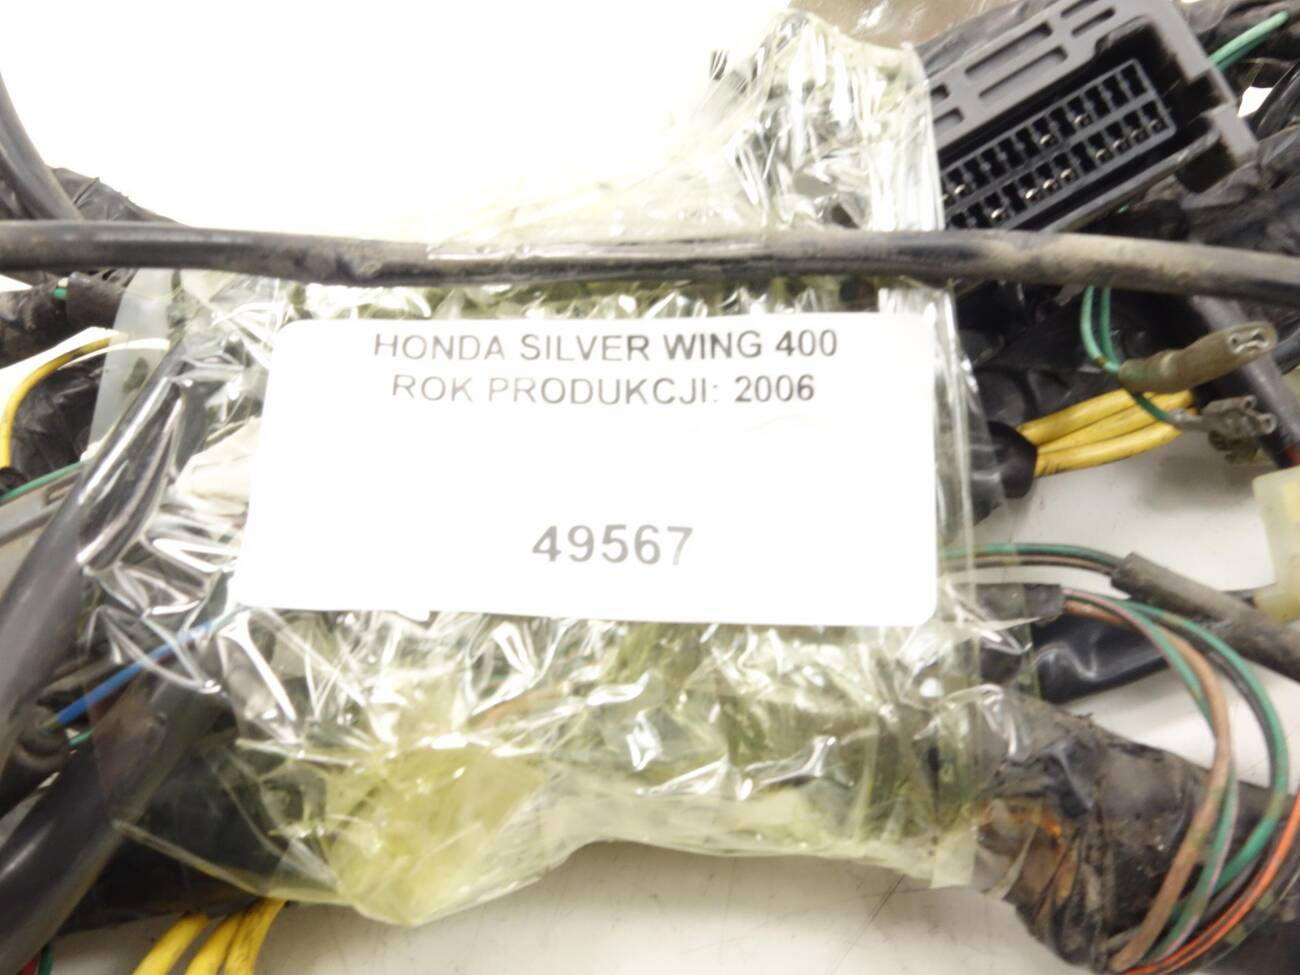 HONDA SILVER WING 400
ROK PRODUKCJI: 2006
49567